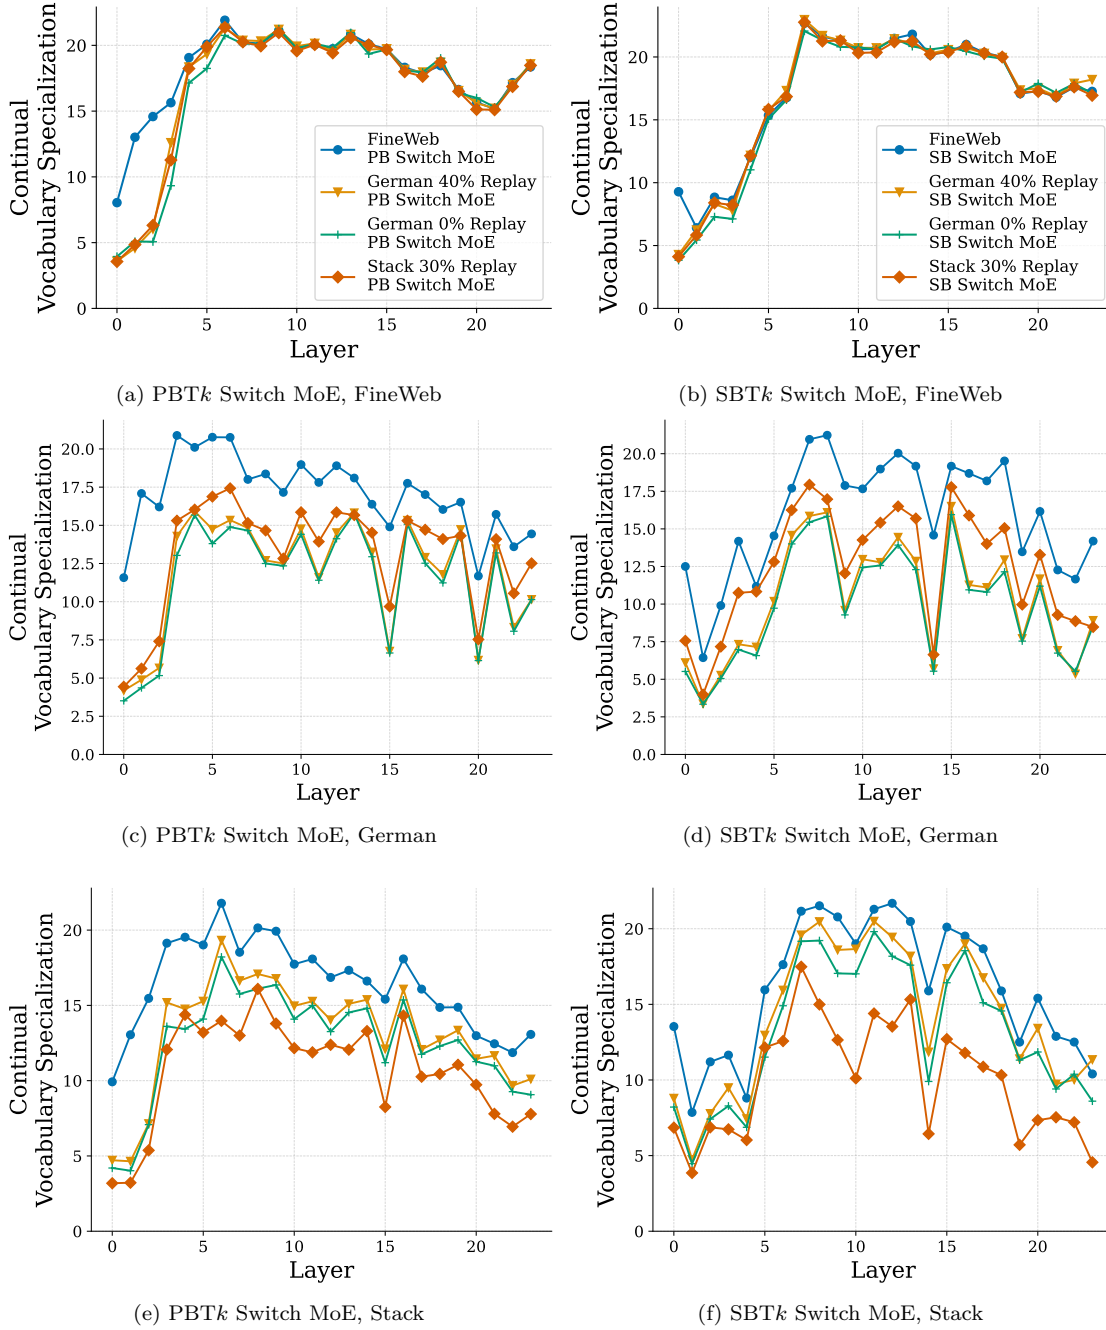 Continual
Vocabulary Specialization
20
15
10
5
0
FineWeb
PB Switch MoE
German 40% Replay
PB Switch MoE
German 0% Replay
PB Switch MoE
Stack 30% Replay
PB Switch MoE
0 5 10 15 20
Layer
(a) PBTk Switch MoE, FineWeb
Continual
Vocabulary Specialization
20
15
10
5
0
FineWeb
SB Switch MoE
German 40% Replay
SB Switch MoE
German 0% Replay
SB Switch MoE
Stack 30% Replay
SB Switch MoE
0 5 10 15 20
Layer
(b) SBTk Switch MoE, FineWeb
Continual
Vocabulary Specialization
20.0
17.5
15.0
12.5
10.0
7.5
5.0
2.5
0.0
0 5 10 15 20
Layer
(c) PBTk Switch MoE, German
Continual
Vocabulary Specialization
20.0
17.5
15.0
12.5
10.0
7.5
5.0
2.5
0.0
0 5 10 15 20
Layer
(d) SBTk Switch MoE, German
Continual
Vocabulary Specialization
20
15
10
5
0
0 5 10 15 20
Layer
(e) PBTk Switch MoE, Stack
Continual
Vocabulary Specialization
20
15
10
5
0
0 5 10 15 20
Layer
(f) SBTk Switch MoE, Stack